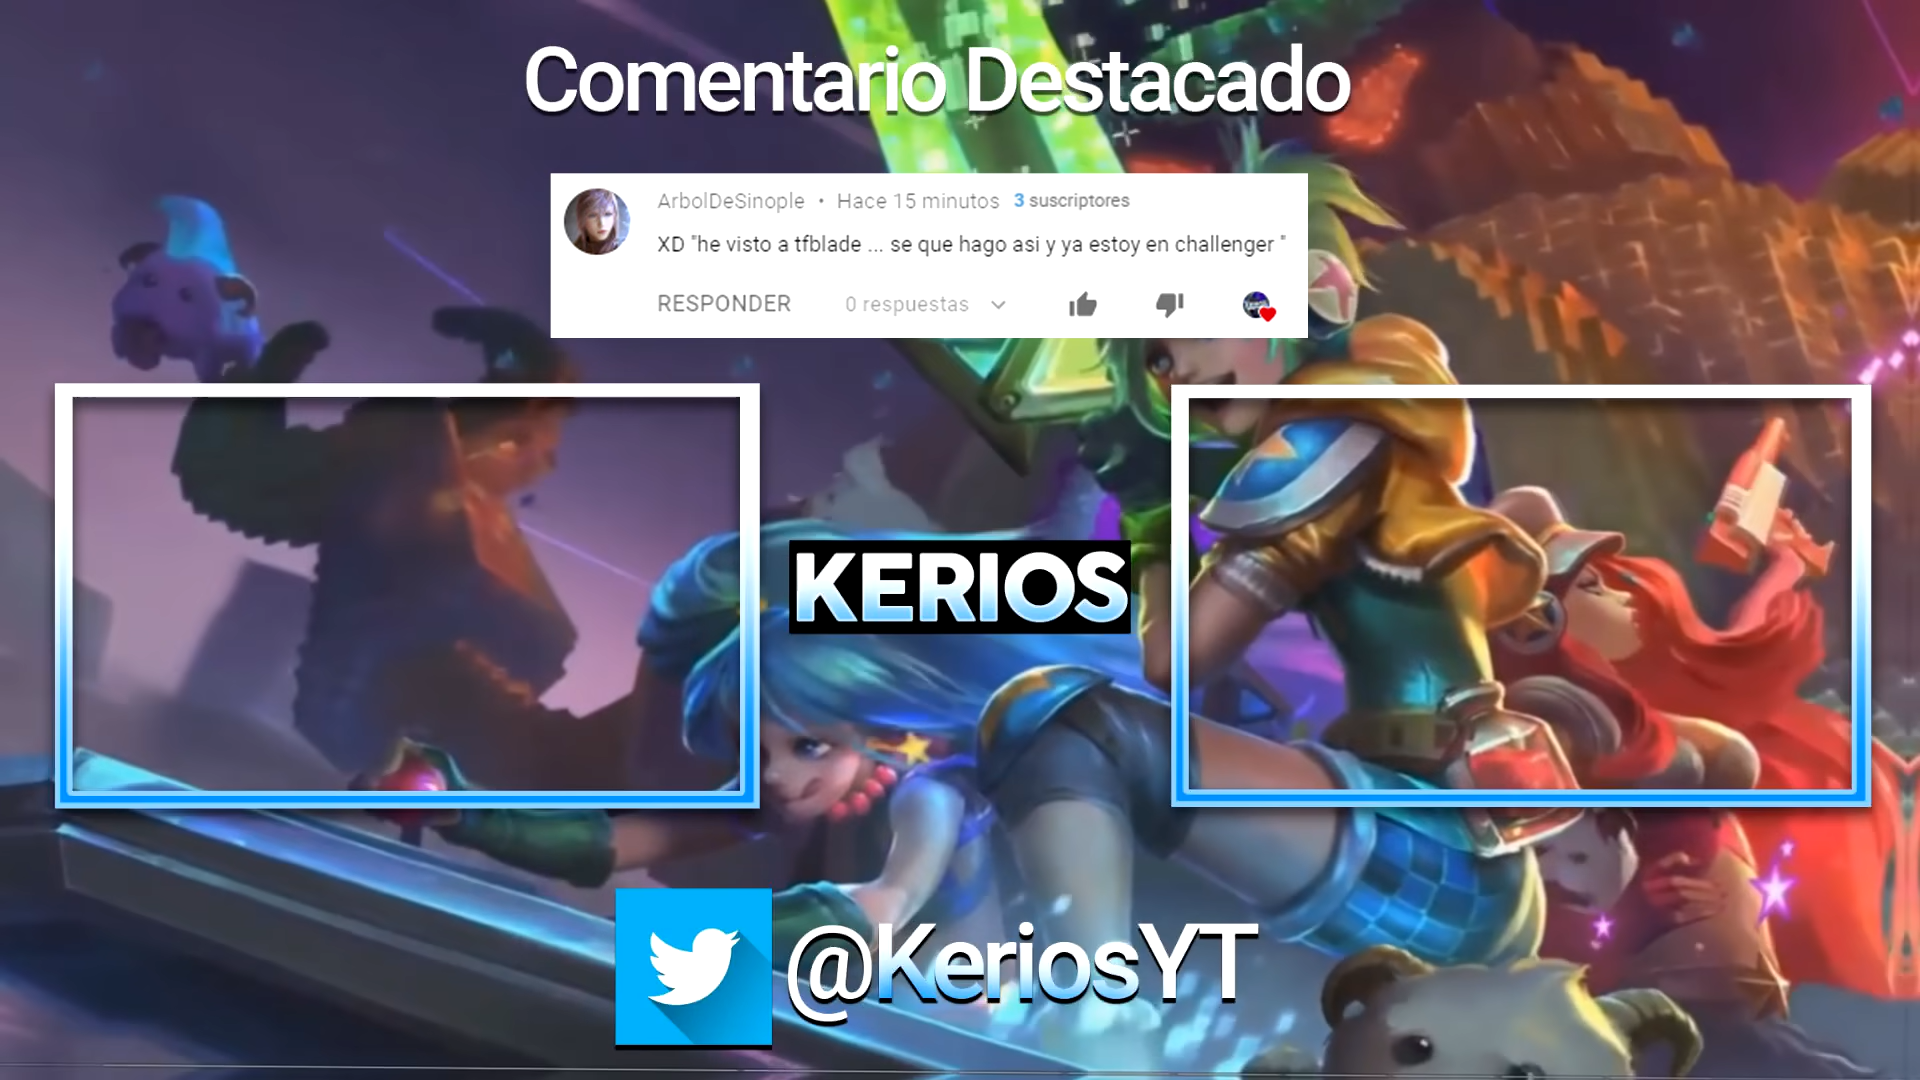 Comentario Destacado
ArbolDeSinople • Hace 15 minutos 3 suscriptores
XD "he visto a tfblade ... se que hago asi y ya estoy en challenger "
RESPONDER 0 respuestas
KERIOS
@KeriosYT